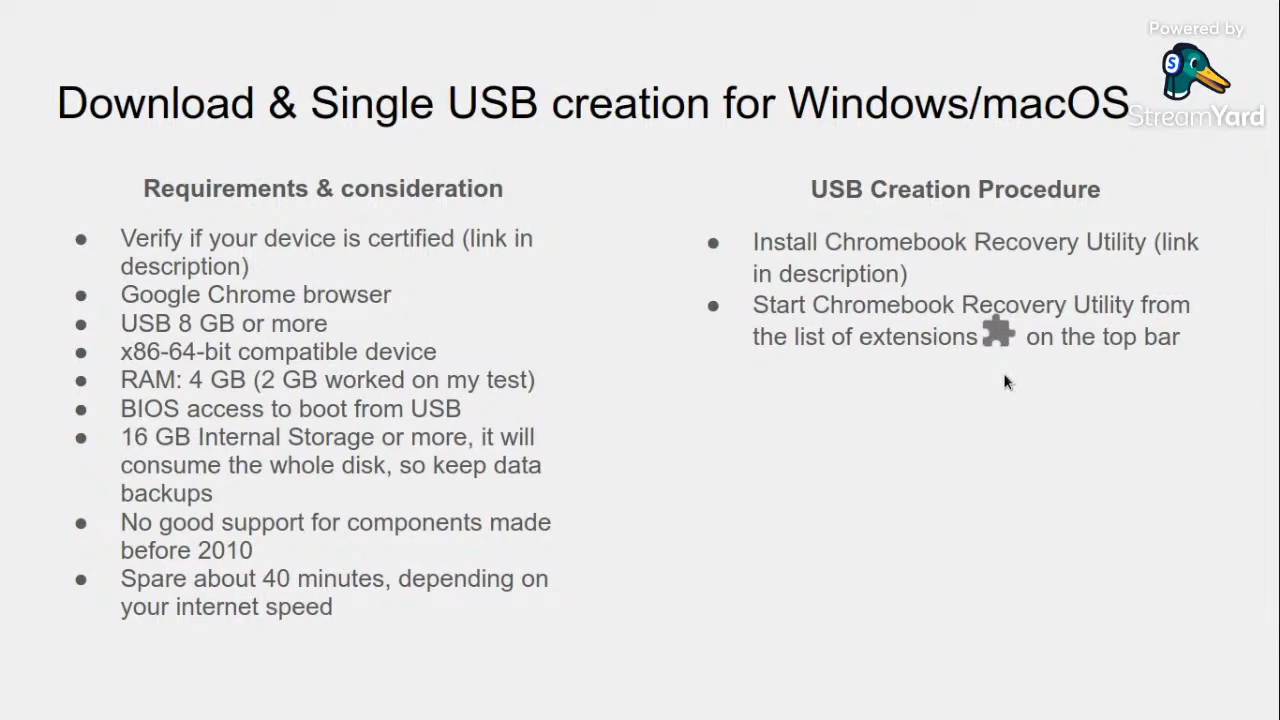 Powered by
StreamYard
Download & Single USB creation for Windows/macOS
Requirements & consideration
● Verify if your device is certified (link in
description)
● Google Chrome browser
● USB 8 GB or more
● x86-64-bit compatible device
● RAM: 4 GB (2 GB worked on my test)
● BIOS access to boot from USB
● 16 GB Internal Storage or more, it will
consume the whole disk, so keep data
backups
● No good support for components made
before 2010
● Spare about 40 minutes, depending on
your internet speed
USB Creation Procedure
● Install Chromebook Recovery Utility (link
in description)
● Start Chromebook Recovery Utility from
the list of extensions on the top bar